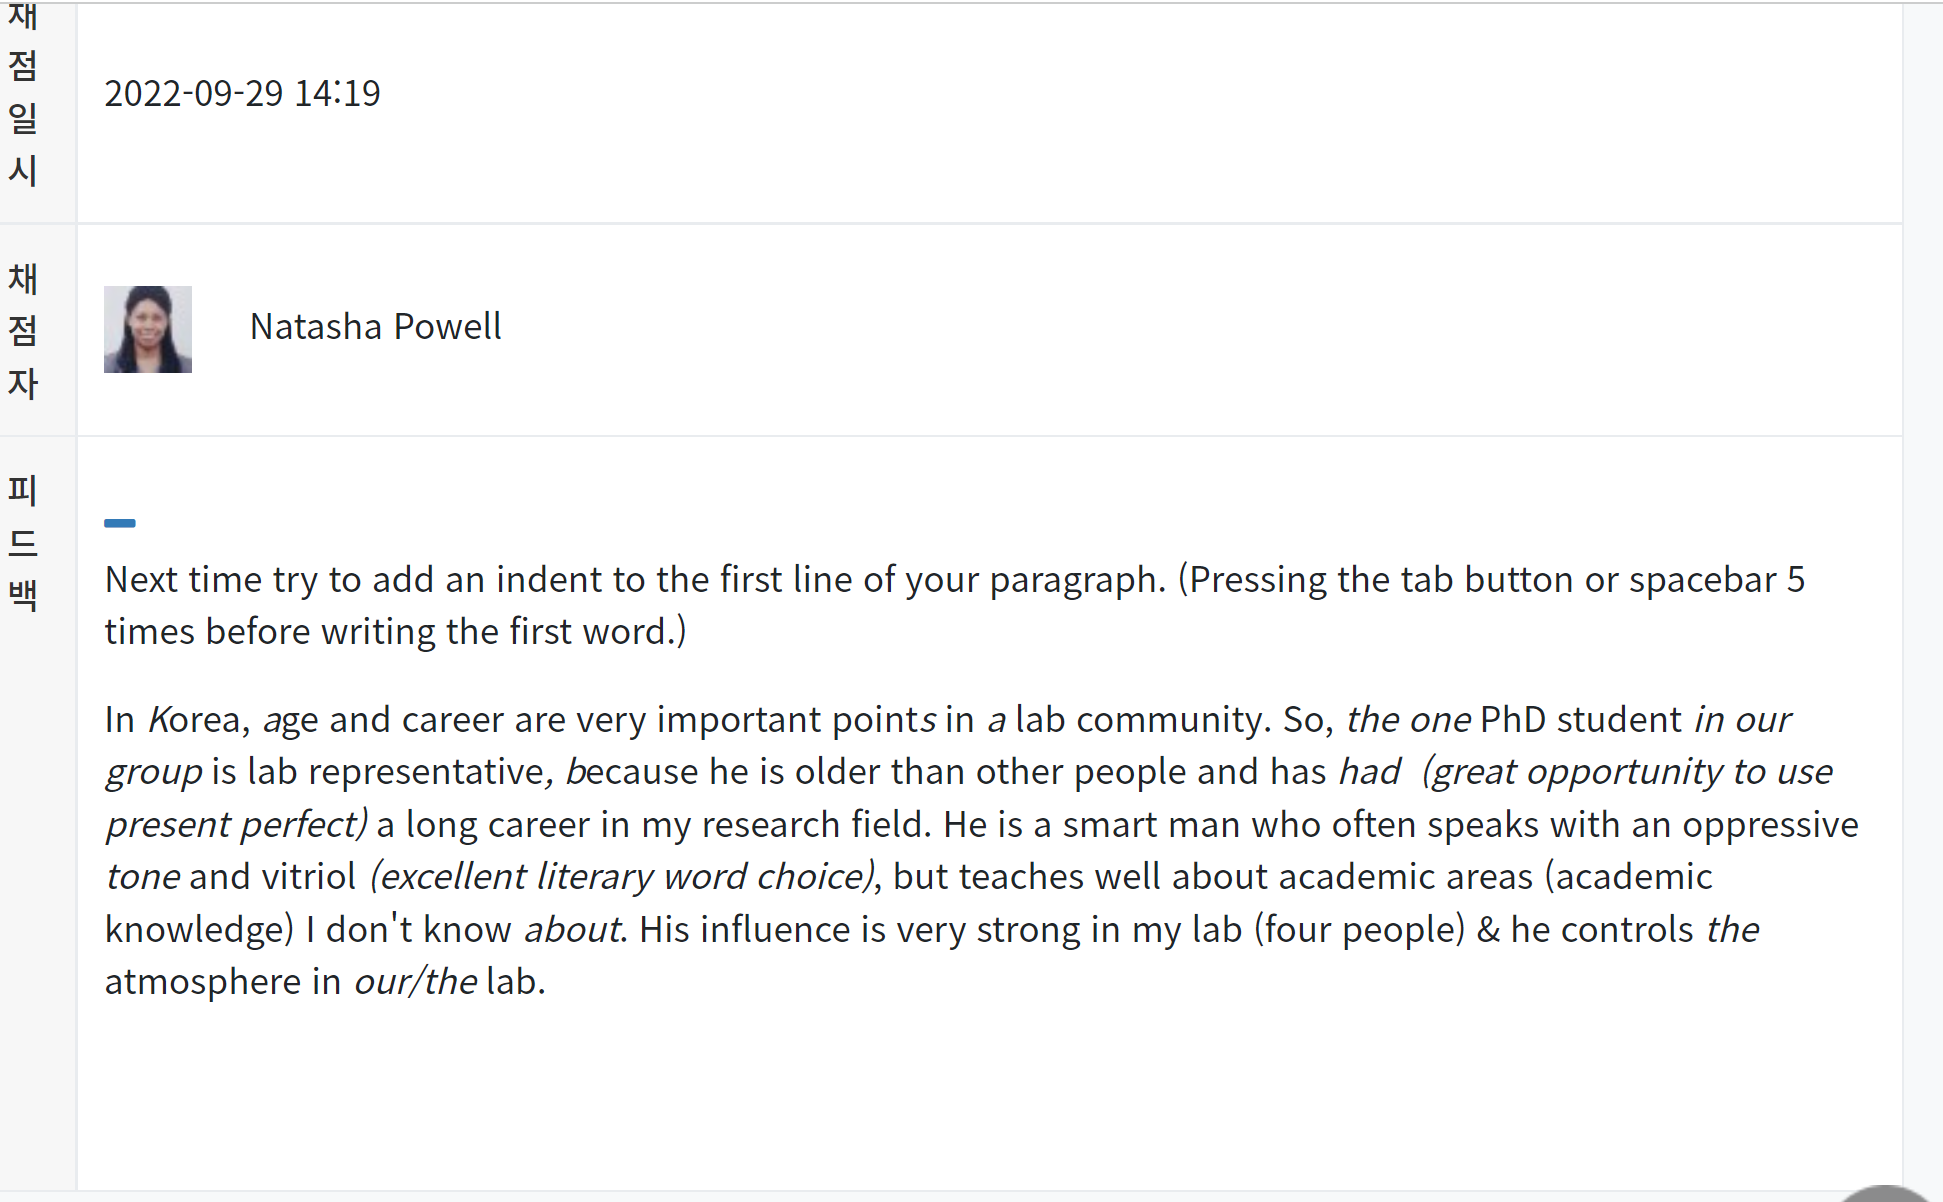 채
점
일
시
2022-09-29 14:19
채
점
자
Natasha Powell
피
드
백
Next time try to add an indent to the first line of your paragraph. (Pressing the tab button or spacebar 5
times before writing the first word.)
In Korea, age and career are very important points in a lab community. So, the one PhD student in our
group is lab representative, because he is older than other people and has had (great opportunity to use
present perfect) a long career in my research field. He is a smart man who often speaks with an oppressive
tone and vitriol (excellent literary word choice), but teaches well about academic areas (academic
knowledge) I don't know about. His influence is very strong in my lab (four people) & he controls the
atmosphere in our/the lab.